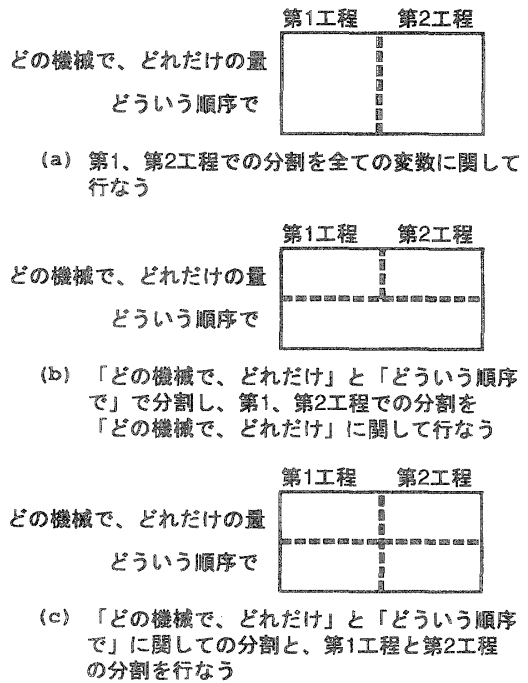 第1工程 第2工程
どの機械で、どれだけの量
どういう順序で
(a) 第1、第2工程での分割を全ての変数に関して
行なう
第1工程 第2工程
どの機械で、どれだけの量
どういう順序で
(b) 「どの機械で、どれだけ」と「どういう順序
で」で分割し、第1、第2工程での分割を
「どの機械で、どれだけ」に関して行なう
第1工程 第2工程
どの機械で、どれだけの量
どういう順序で
(c) 「どの機械で、どれだけ」と「どういう順序
で」に関しての分割と、第1工程と第2工程
の分割を行なう